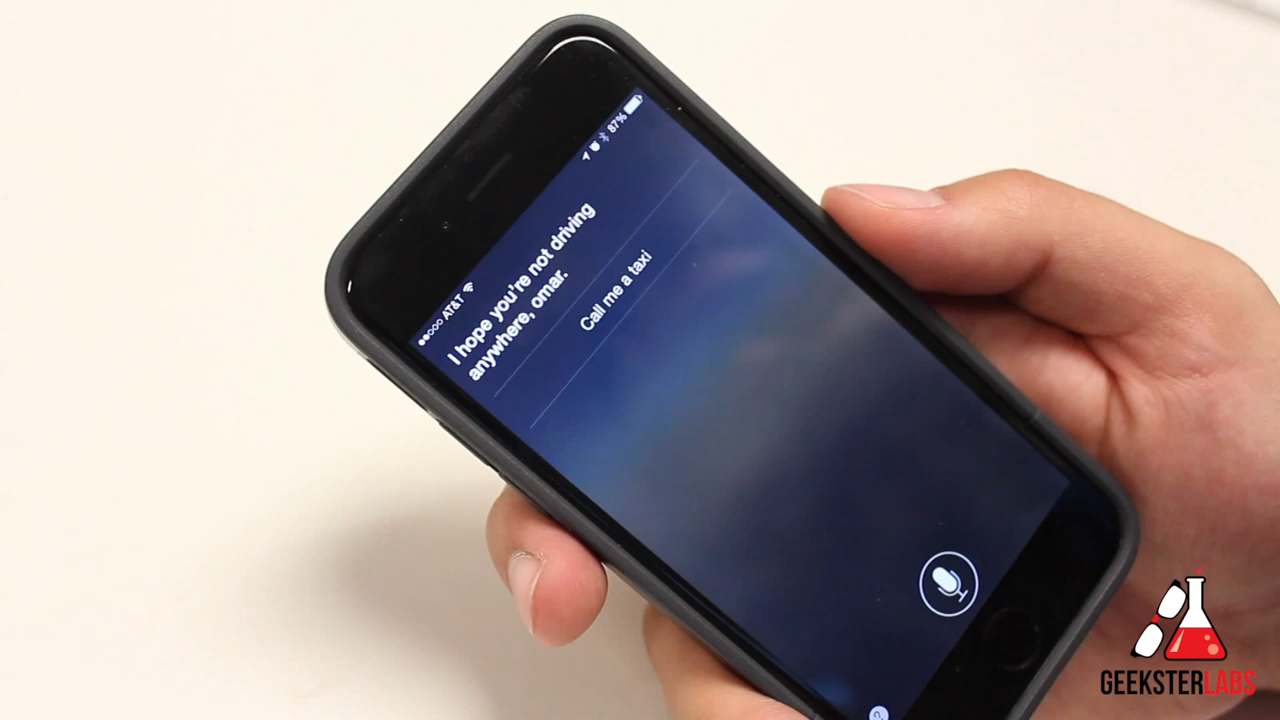 AT&T
87%
I hope you're not driving
anywhere, omar.
Call me a taxi
?
GEEKSTERLABS